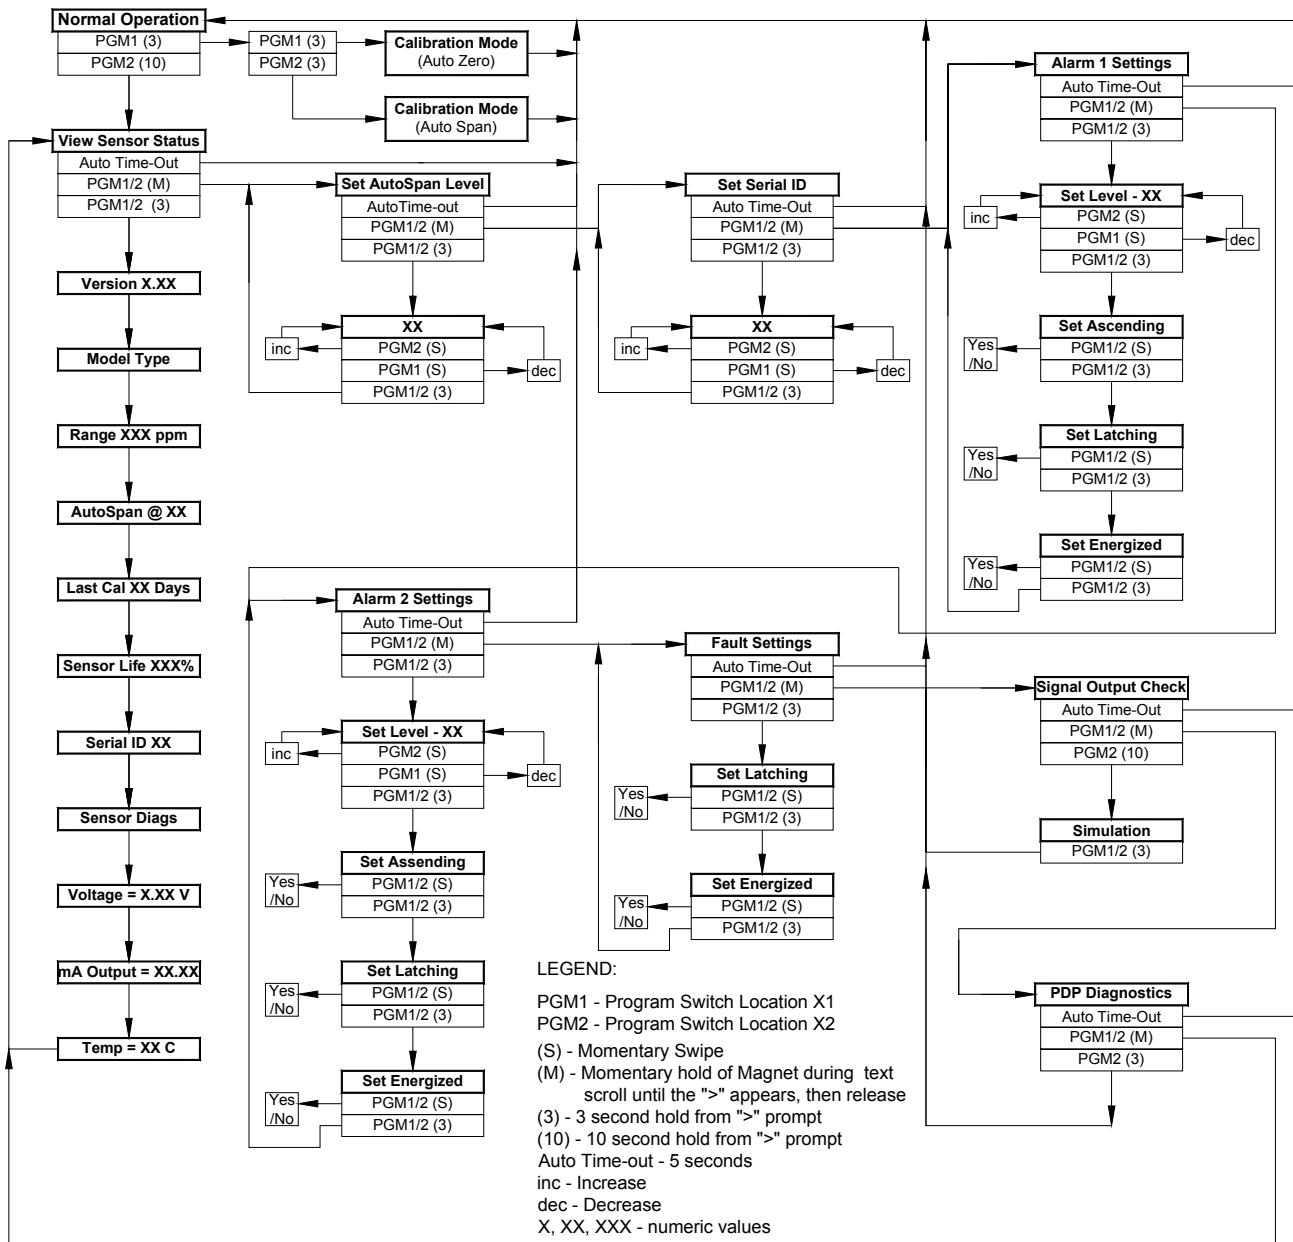 Normal Operation
PGM1 (3)
PGM2 (10)
PGM1 (3)
PGM2 (3)
Calibration Mode
(Auto Zero)
Calibration Mode
(Auto Span)
View Sensor Status
Auto Time-Out
PGM1/2 (M)
PGM1/2 (3)
Version X.XX
Model Type
Range XXX ppm
AutoSpan @ XX
Last Cal XX Days
Sensor Life XXX%
Serial ID XX
Sensor Diags
Voltage = X.XX V
mA Output = XX.XX
Temp = XX C
Set AutoSpan Level
AutoTime-out
PGM1/2 (M)
PGM1/2 (3)
XX
PGM2 (S)
PGM1 (S)
PGM1/2 (3)
inc
dec
Set Serial ID
Auto Time-Out
PGM1/2 (M)
PGM1/2 (3)
XX
PGM2 (S)
PGM1 (S)
PGM1/2 (3)
inc
dec
Alarm 1 Settings
Auto Time-Out
PGM1/2 (M)
PGM1/2 (3)
Set Level - XX
PGM2 (S)
PGM1 (S)
PGM1/2 (3)
inc
dec
Set Ascending
PGM1/2 (S)
PGM1/2 (3)
Yes
/No
Set Latching
PGM1/2 (S)
PGM1/2 (3)
Yes
/No
Set Energized
PGM1/2 (S)
PGM1/2 (3)
Yes
/No
Alarm 2 Settings
Auto Time-Out
PGM1/2 (M)
PGM1/2 (3)
Set Level - XX
PGM2 (S)
PGM1 (S)
PGM1/2 (3)
inc
dec
Set Assending
PGM1/2 (S)
PGM1/2 (3)
Yes
/No
Set Latching
PGM1/2 (S)
PGM1/2 (3)
Yes
/No
Set Energized
PGM1/2 (S)
PGM1/2 (3)
Yes
/No
Fault Settings
Auto Time-Out
PGM1/2 (M)
PGM1/2 (3)
Set Latching
PGM1/2 (S)
PGM1/2 (3)
Yes
/No
Set Energized
PGM1/2 (S)
PGM1/2 (3)
Yes
/No
Signal Output Check
Auto Time-Out
PGM1/2 (M)
PGM2 (10)
Simulation
PGM1/2 (3)
PDP Diagnostics
Auto Time-Out
PGM1/2 (M)
PGM2 (3)
LEGEND:
PGM1 - Program Switch Location X1
PGM2 - Program Switch Location X2
(S) - Momentary Swipe
(M) - Momentary hold of Magnet during text
scroll until the ">" appears, then release
(3) - 3 second hold from ">" prompt
(10) - 10 second hold from ">" prompt
Auto Time-out - 5 seconds
inc - Increase
dec - Decrease
X, XX, XXX - numeric values